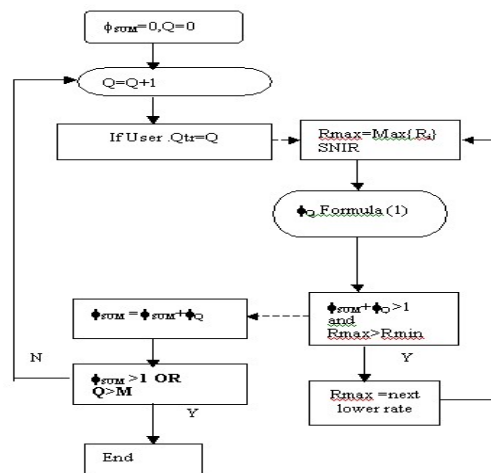 ϕSUM=0,Q=0
Q=Q+1
If User .Qtr=Q
Rmax=Max{ Ri}
SNIR
ϕQ Formula (1)
ϕSUM+ϕQ>1
and
Rmax>Rmin
ϕSUM = ϕSUM+ϕQ
N
Y
ϕSUM >1 OR
Q>M
Rmax =next
lower rate
Y
End